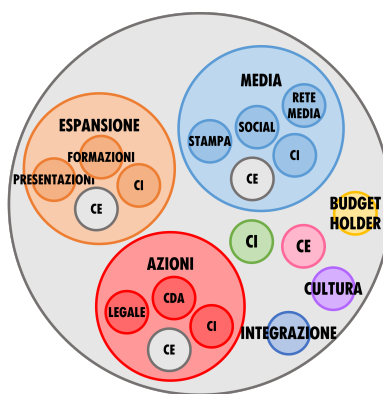 MEDIA
RETE
MEDIA
SOCIAL
STAMPA
CI
CE
ESPANSIONE
FORMAZIONI
PRESENTAZIONI
CI
CE
BUDGET
HOLDER
CI
CE
CULTURA
INTEGRAZIONE
AZIONI
CDA
LEGALE
CI
CE